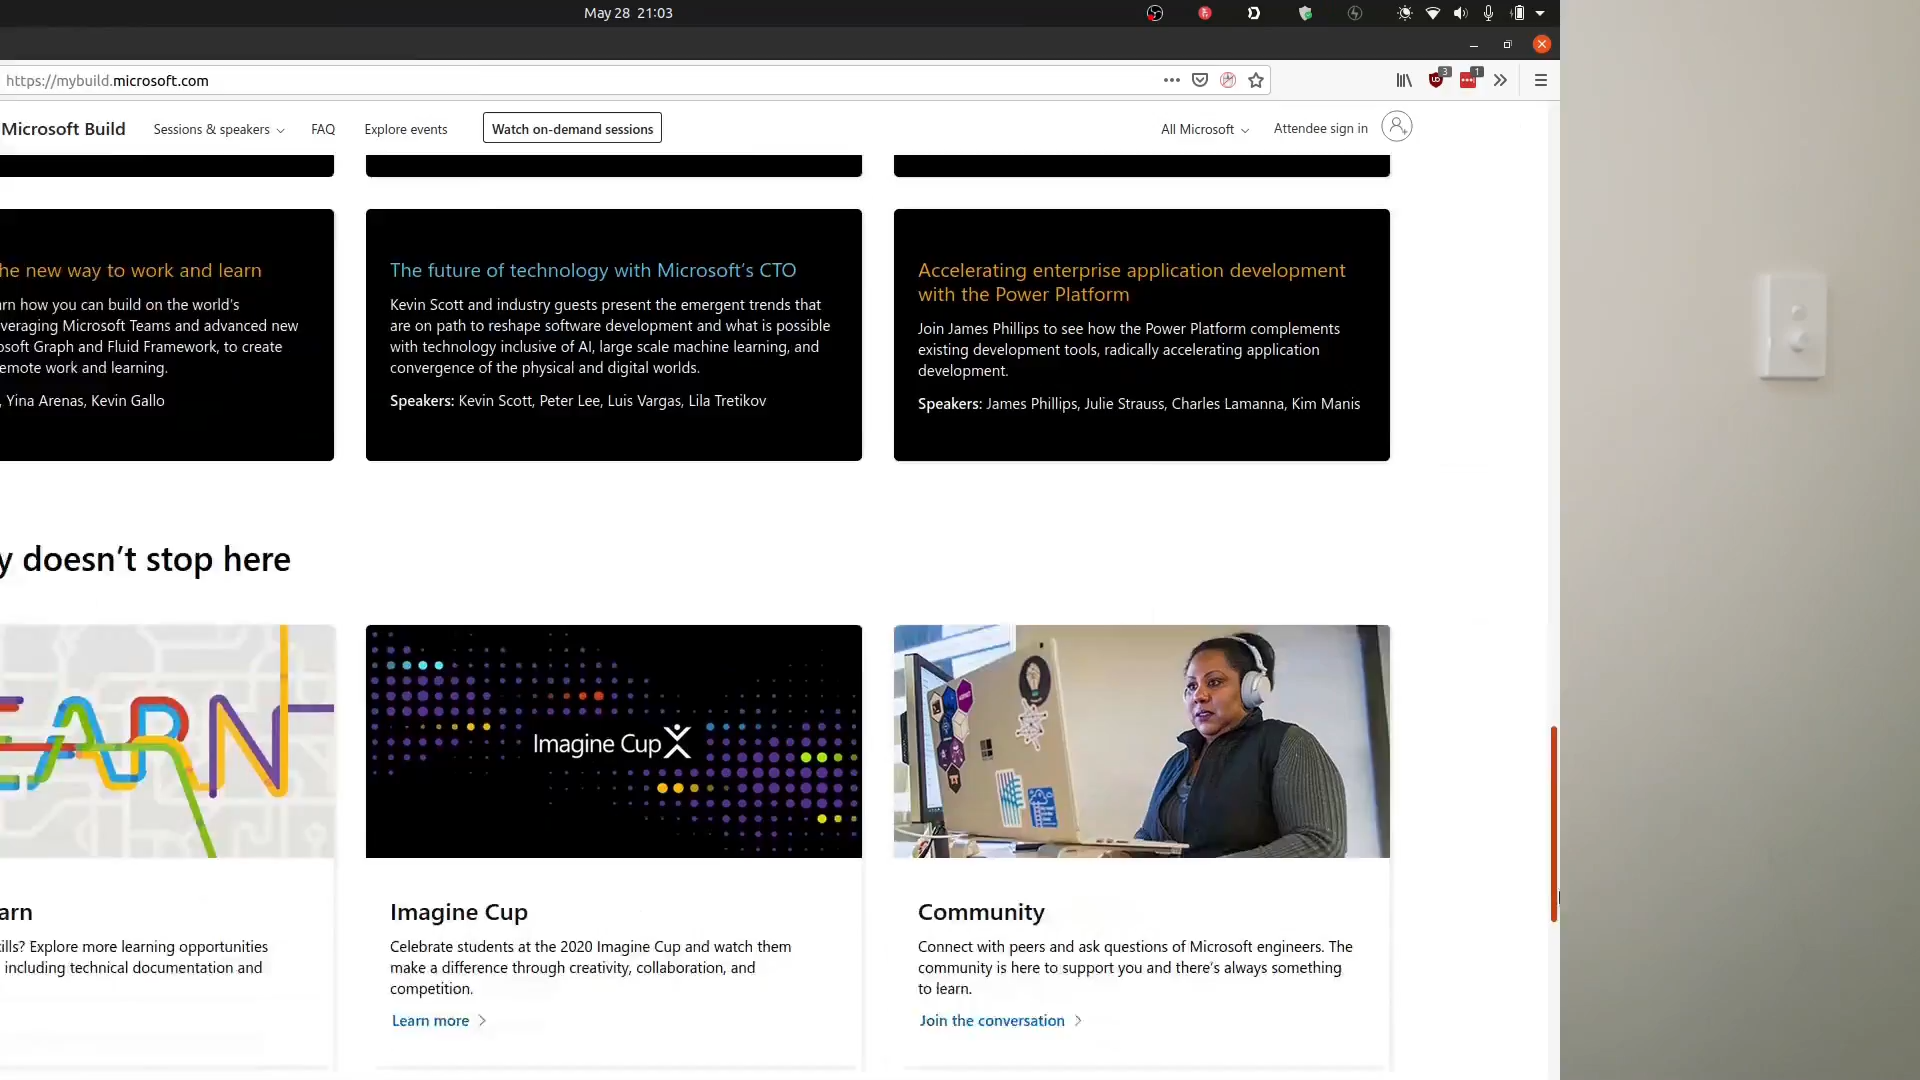 May 28 21:03
3
1
https://mybuild.microsoft.com
Microsoft Build
Sessions & speakers
FAQ
Explore events
Watch on-demand sessions
All Microsoft
Attendee sign in
he new way to work and learn
rn how you can build on the world's
veraging Microsoft Teams and advanced new
osoft Graph and Fluid Framework, to create
emote work and learning.
, Yina Arenas, Kevin Gallo
The future of technology with Microsoft’s CTO
Kevin Scott and industry guests present the emergent trends that
are on path to reshape software development and what is possible
with technology inclusive of AI, large scale machine learning, and
convergence of the physical and digital worlds.
Speakers: Kevin Scott, Peter Lee, Luis Vargas, Lila Tretikov
Accelerating enterprise application development
with the Power Platform
Join James Phillips to see how the Power Platform complements
existing development tools, radically accelerating application
development.
Speakers: James Phillips, Julie Strauss, Charles Lamanna, Kim Manis
y doesn’t stop here
EARN
Imagine Cup
arn
ills? Explore more learning opportunities
including technical documentation and
Imagine Cup
Celebrate students at the 2020 Imagine Cup and watch them
make a difference through creativity, collaboration, and
competition.
Learn more
Community
Connect with peers and ask questions of Microsoft engineers. The
community is here to support you and there’s always something
to learn.
Join the conversation